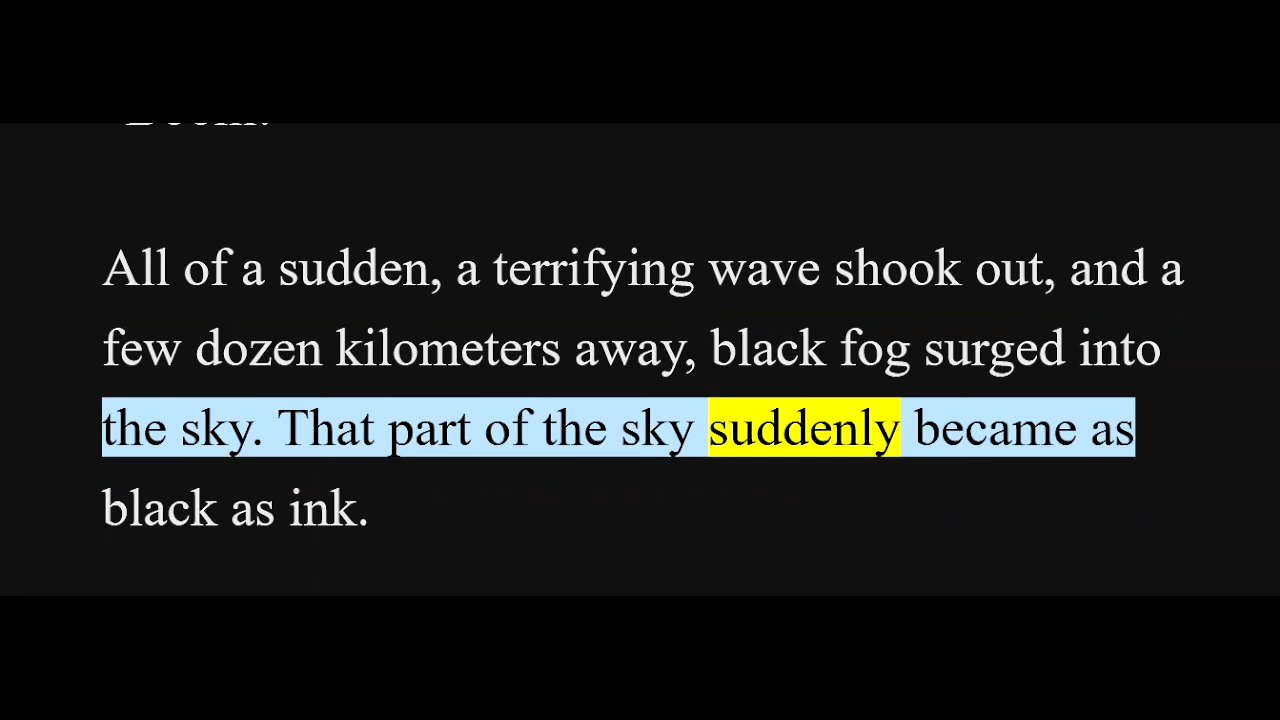 All of a sudden, a terrifying wave shook out, and a
few dozen kilometers away, black fog surged into
the sky. That part of the sky suddenly became as
black as ink.